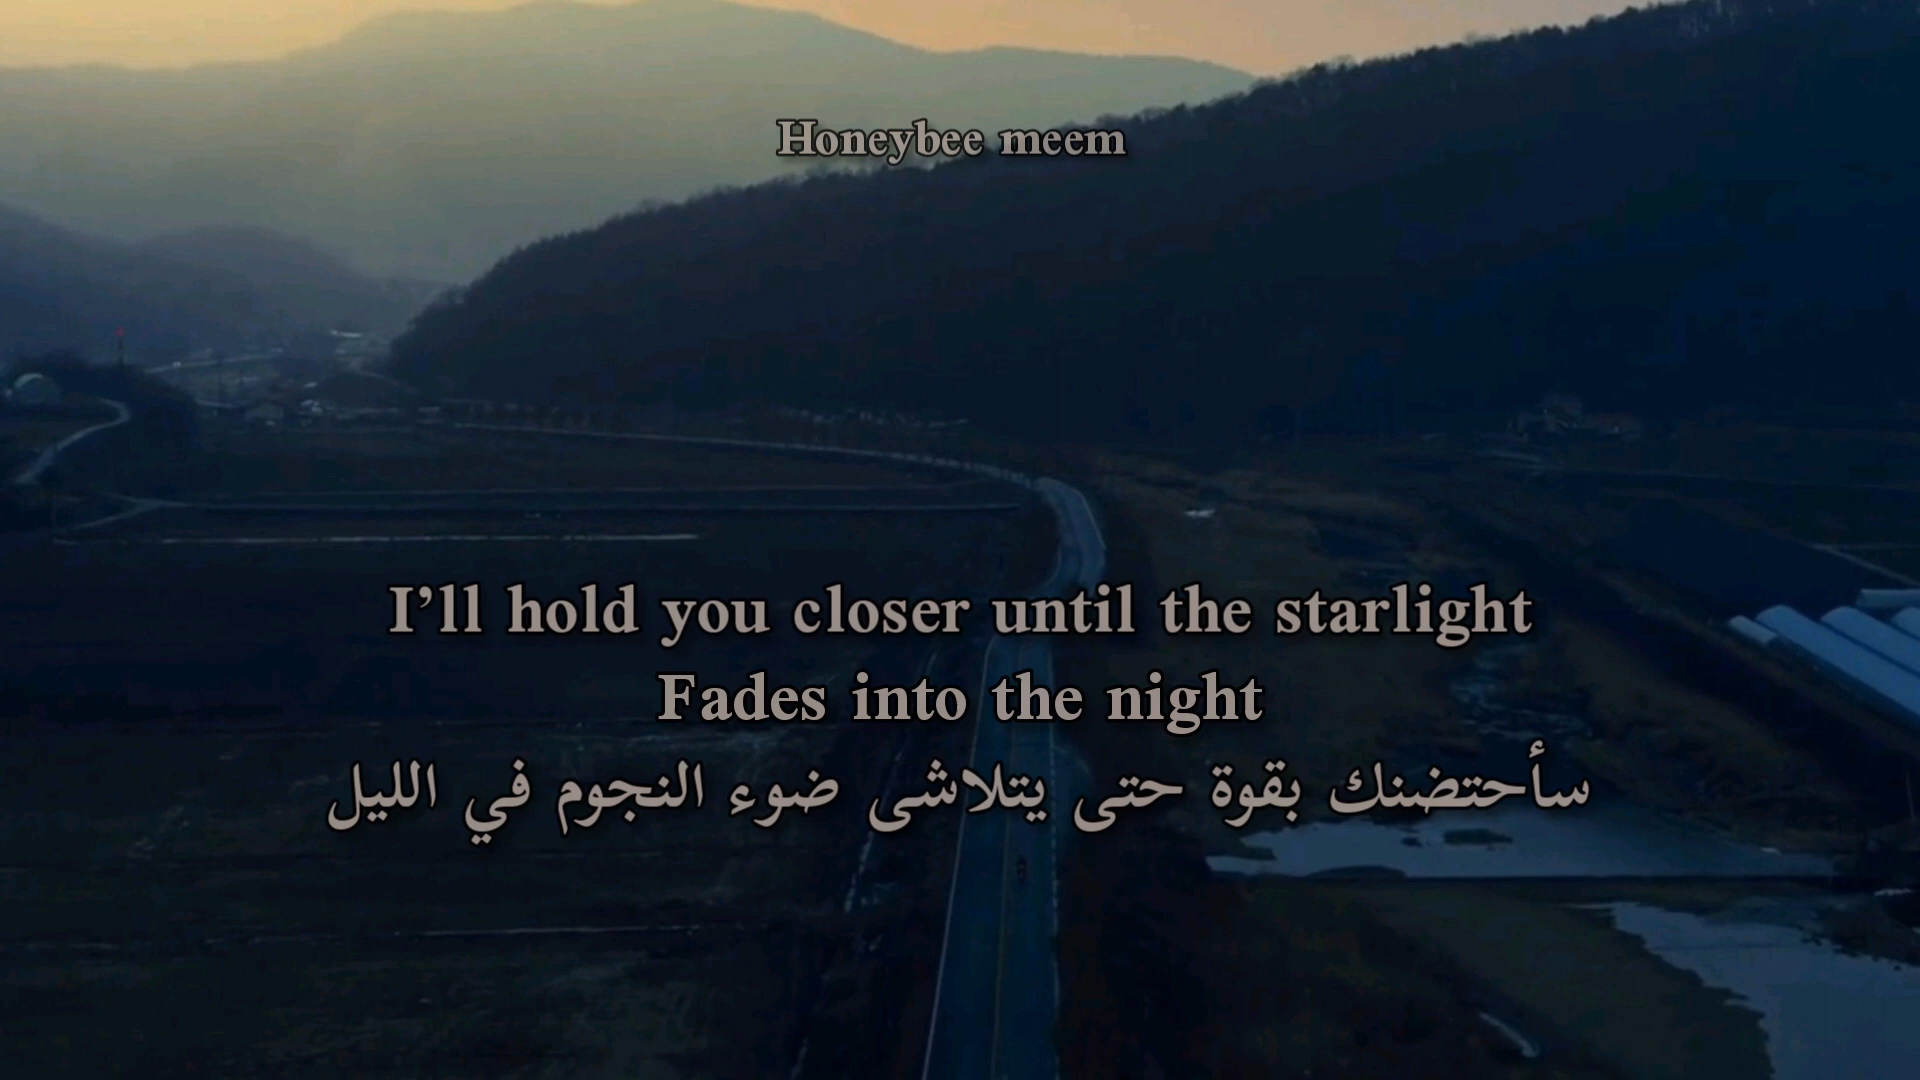 Honeybee meem
I’ll hold you closer until the starlight
Fades into the night
سأحتضنك بقوة حتى يتلاشى ضوء النجوم في الليل